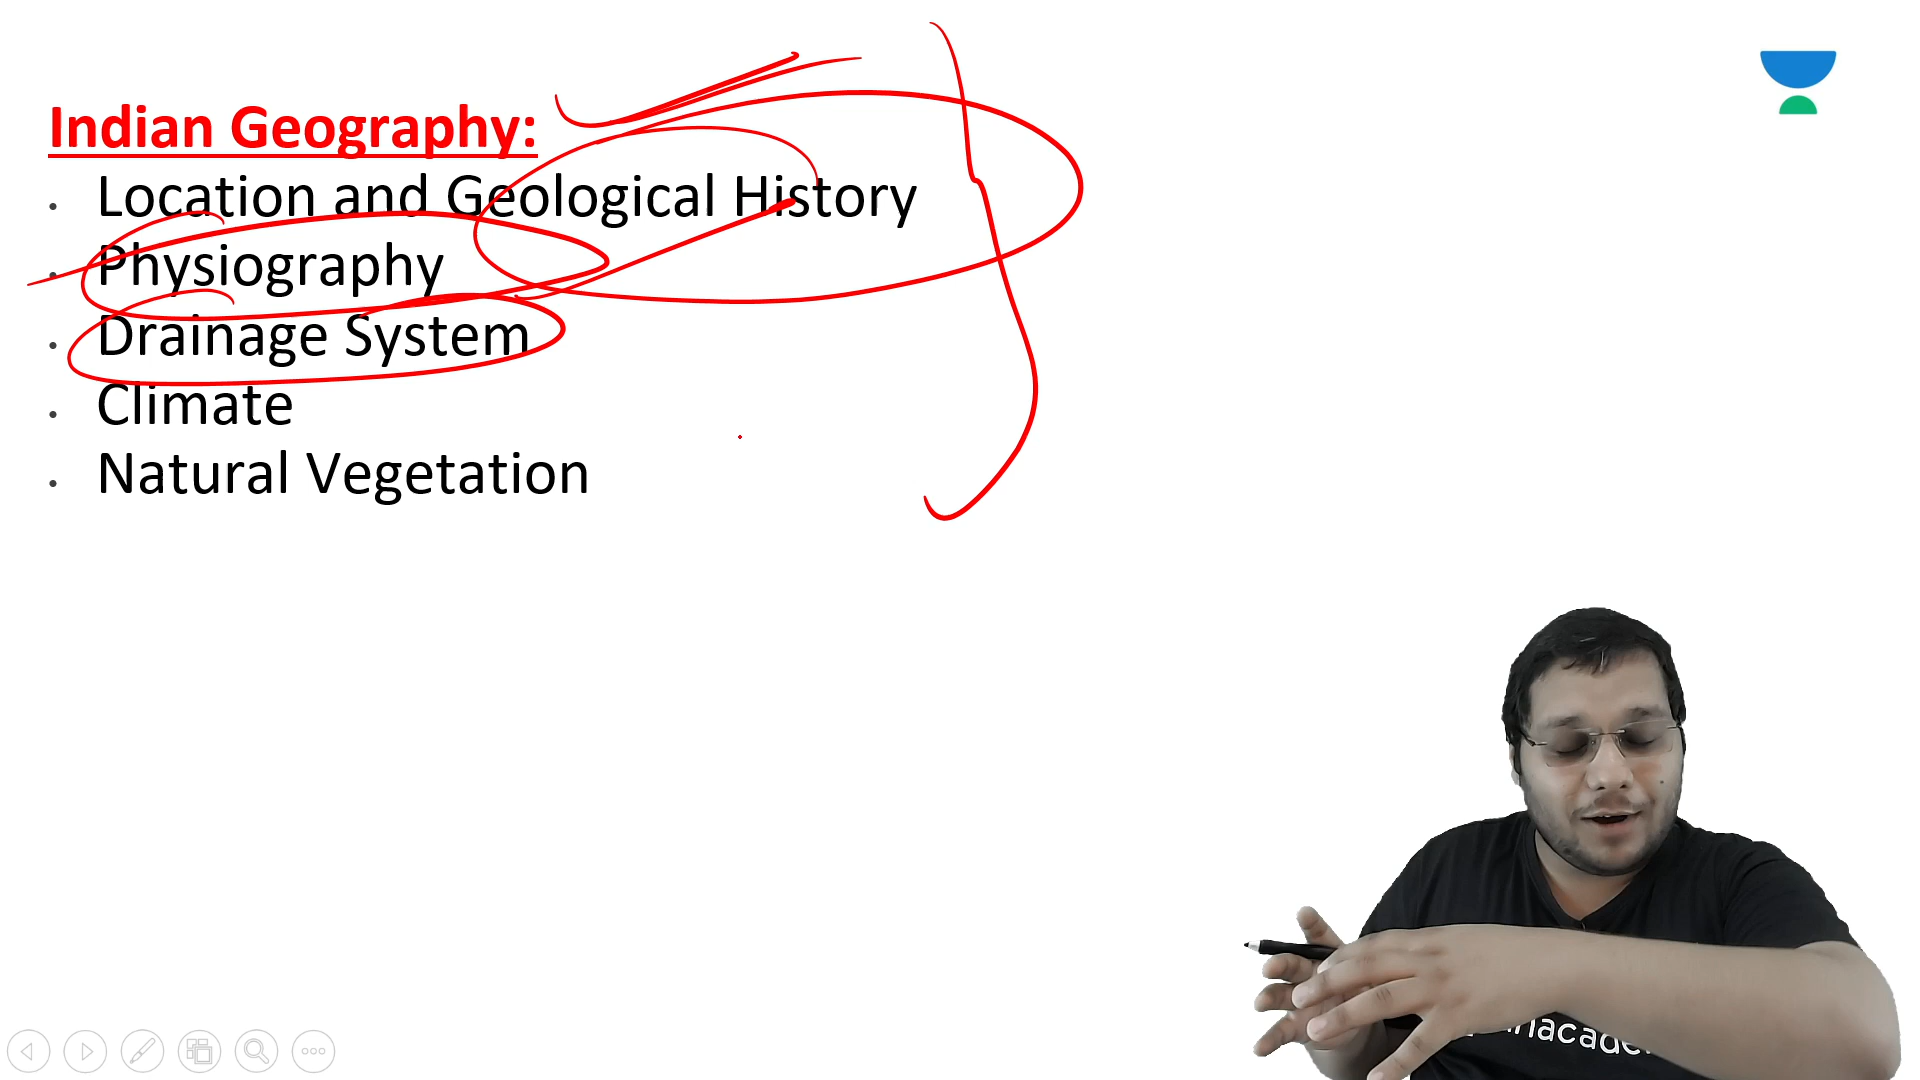 Indian Geography:
• Location and Geological History
• Physiography
• Drainage System
• Climate
• Natural Vegetation